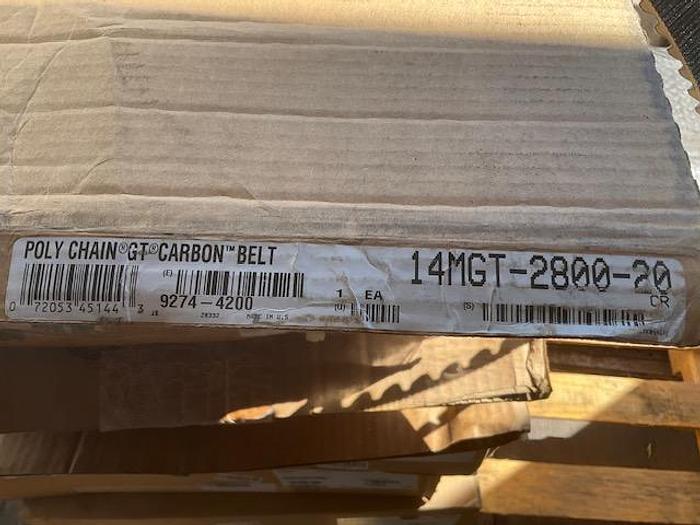 POLY CHAIN®GT®CARBON™ BELT
14MGT-2800-20
CR
(E)
9274-4200
1 EA
(U)
(S)
0 72053 45144 3
MADE IN U.S